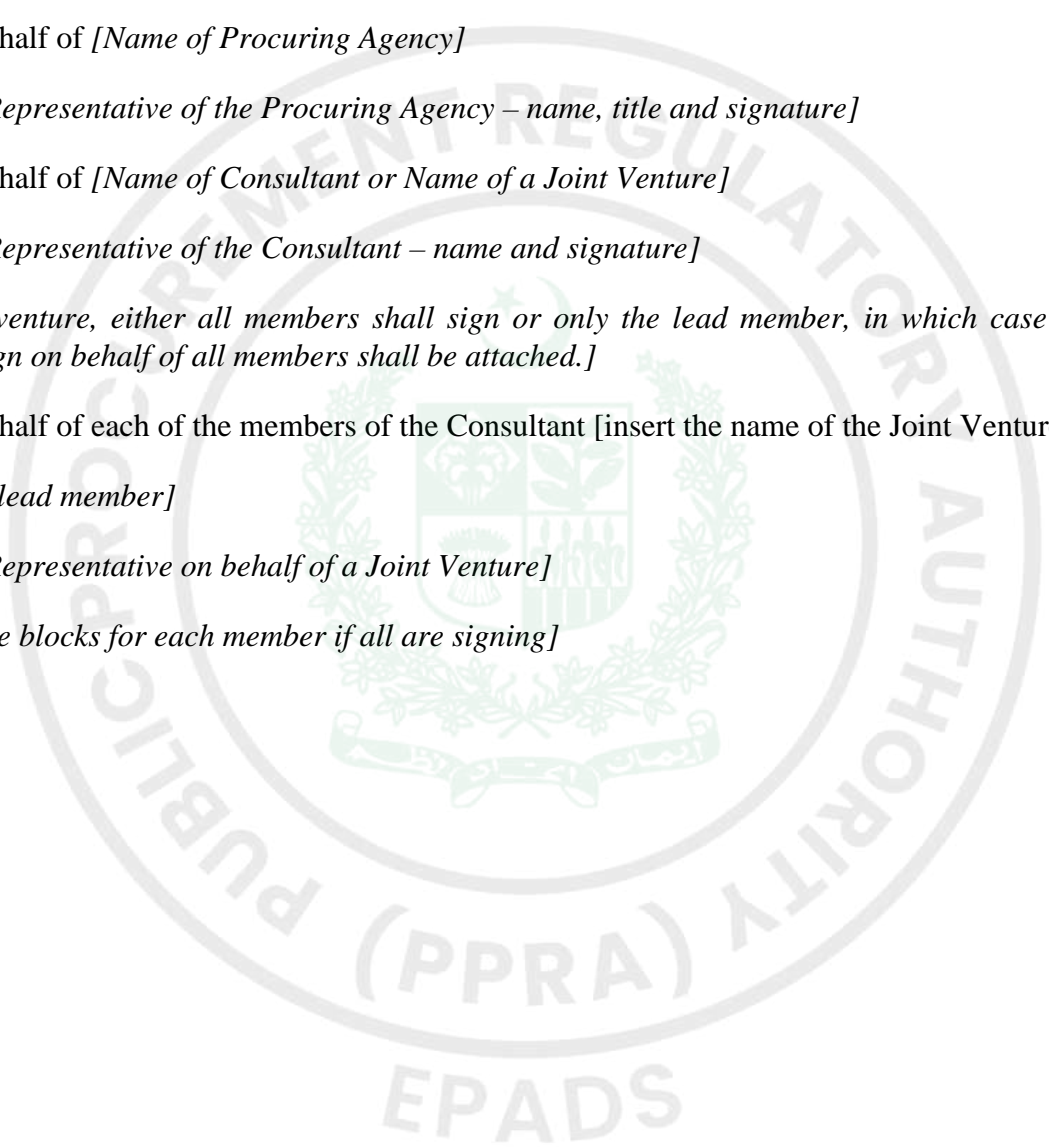 half of [Name of Procuring Agency]
Representative of the Procuring Agency – name, title and signature]
half of [Name of Consultant or Name of a Joint Venture]
Representative of the Consultant – name and signature]
venture, either all members shall sign or only the lead member, in which case
gn on behalf of all members shall be attached.]
half of each of the members of the Consultant [insert the name of the Joint Ventur
lead member]
Representative on behalf of a Joint Venture]
e blocks for each member if all are signing]
PUBLIC PROCUREMENT REGULATORY AUTHORITY
(PPRA)
EPADS